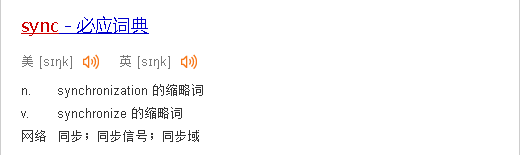 sync - 必应词典
美 [sɪŋk] 英 [sɪŋk]
n. synchronization 的缩略词
v. synchronize 的缩略词
网络 同步；同步信号；同步域